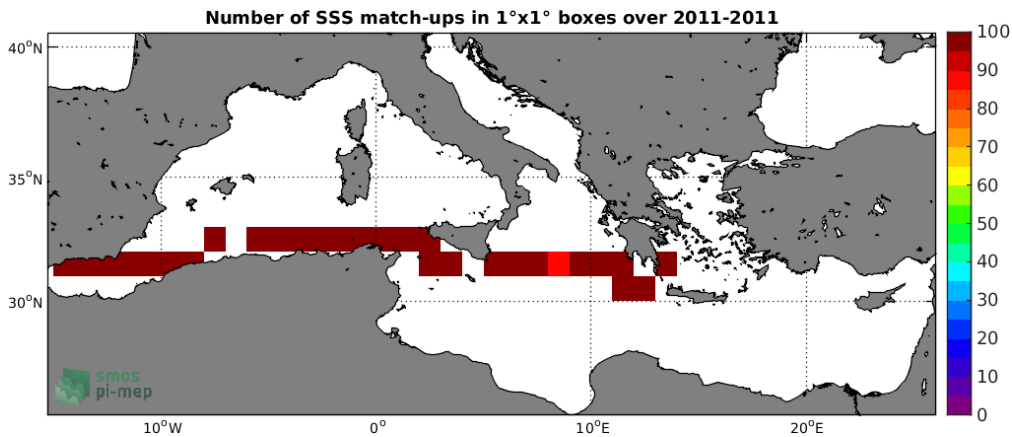 Number of SSS match-ups in 1°x1° boxes over 2011-2011
40°N
35°N
30°N
10°W
0°
10°E
20°E
100
90
80
70
60
50
40
30
20
10
0
smos
pi-mep